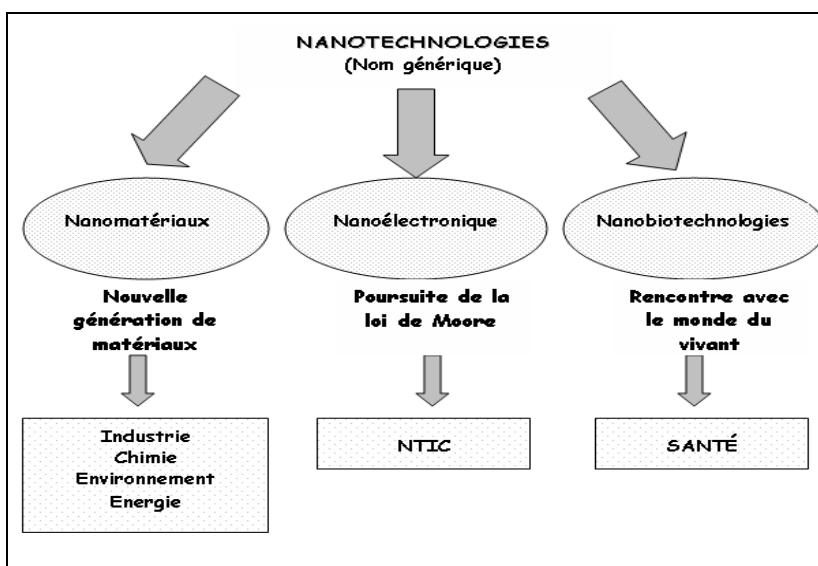 NANOTECHNOLOGIES
(Nom générique)
Nanomatériaux
Nouvelle
génération de
matériaux
Industrie
Chimie
Environnement
Energie
Nanoélectronique
Poursuite de la
loi de Moore
NTIC
Nanobiotechnologies
Rencontre avec
le monde du
vivant
SANTÉ